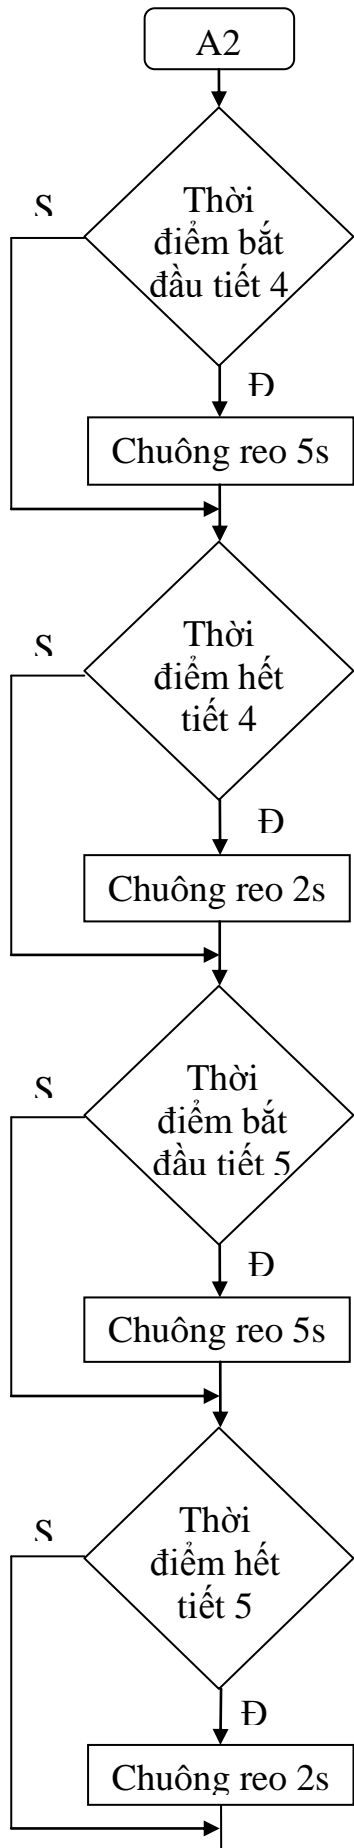 A2
Thời
điểm bắt
đầu tiết 4
S
Đ
Chuông reo 5s
Thời
điểm hết
tiết 4
S
Đ
Chuông reo 2s
Thời
điểm bắt
đầu tiết 5
S
Đ
Chuông reo 5s
Thời
điểm hết
tiết 5
S
Đ
Chuông reo 2s